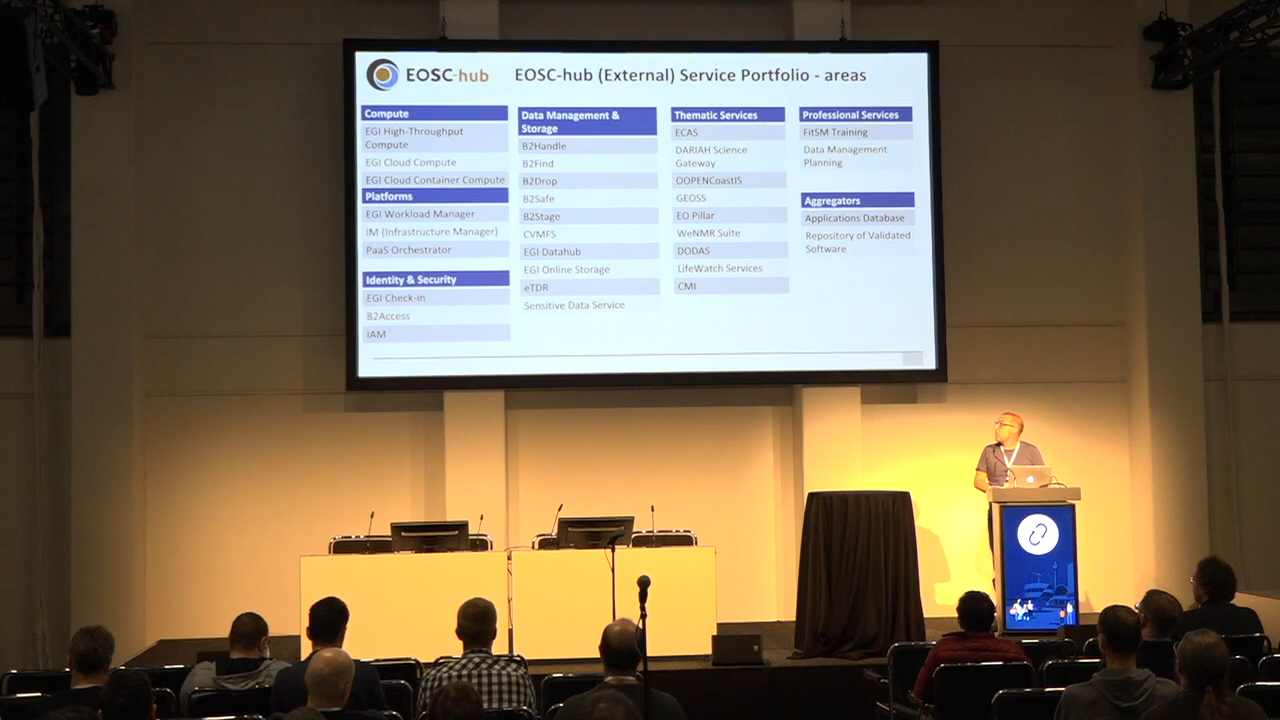 EOSC-hub
EOSC-hub (External) Service Portfolio - areas
Compute
EGI High-Throughput
Compute
EGI Cloud Compute
EGI Cloud Container Compute
Platforms
EGI Workload Manager
IM (Infrastructure Manager)
PaaS Orchestrator
Identity & Security
EGI Check-in
B2Access
IAM
Data Management &
Storage
B2Handle
B2Find
B2Drop
B2Safe
B2Stage
CVMFS
EGI Datahub
EGI Online Storage
eTDR
Sensitive Data Service
Thematic Services
ECAS
DARIAH Science
Gateway
OOPENCoastIS
GEOSS
EO Pillar
WeNMR Suite
DODAS
LifeWatch Services
CMI
Professional Services
FitSM Training
Data Management
Planning
Aggregators
Applications Database
Repository of Validated
Software